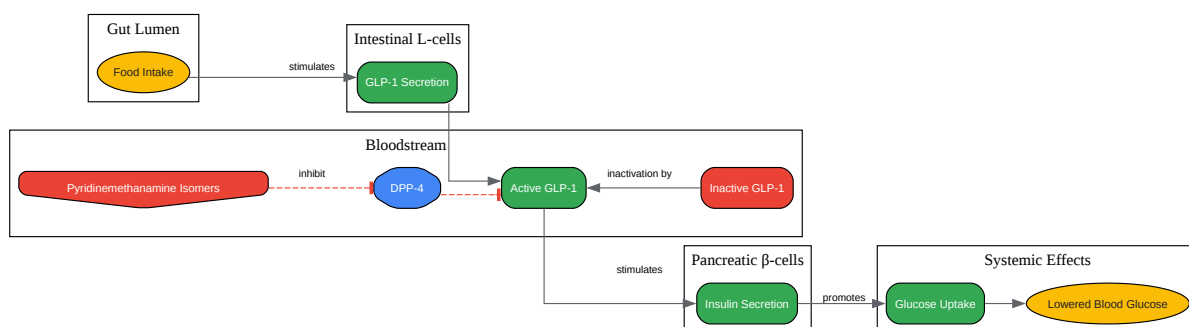 Gut Lumen
Food Intake
stimulates
Intestinal L-cells
GLP-1 Secretion
Bloodstream
Pyridinemethanamine Isomers
inhibit
DPP-4
Active GLP-1
inactivation by
Inactive GLP-1
stimulates
Pancreatic β-cells
Insulin Secretion
promotes
Systemic Effects
Glucose Uptake
Lowered Blood Glucose